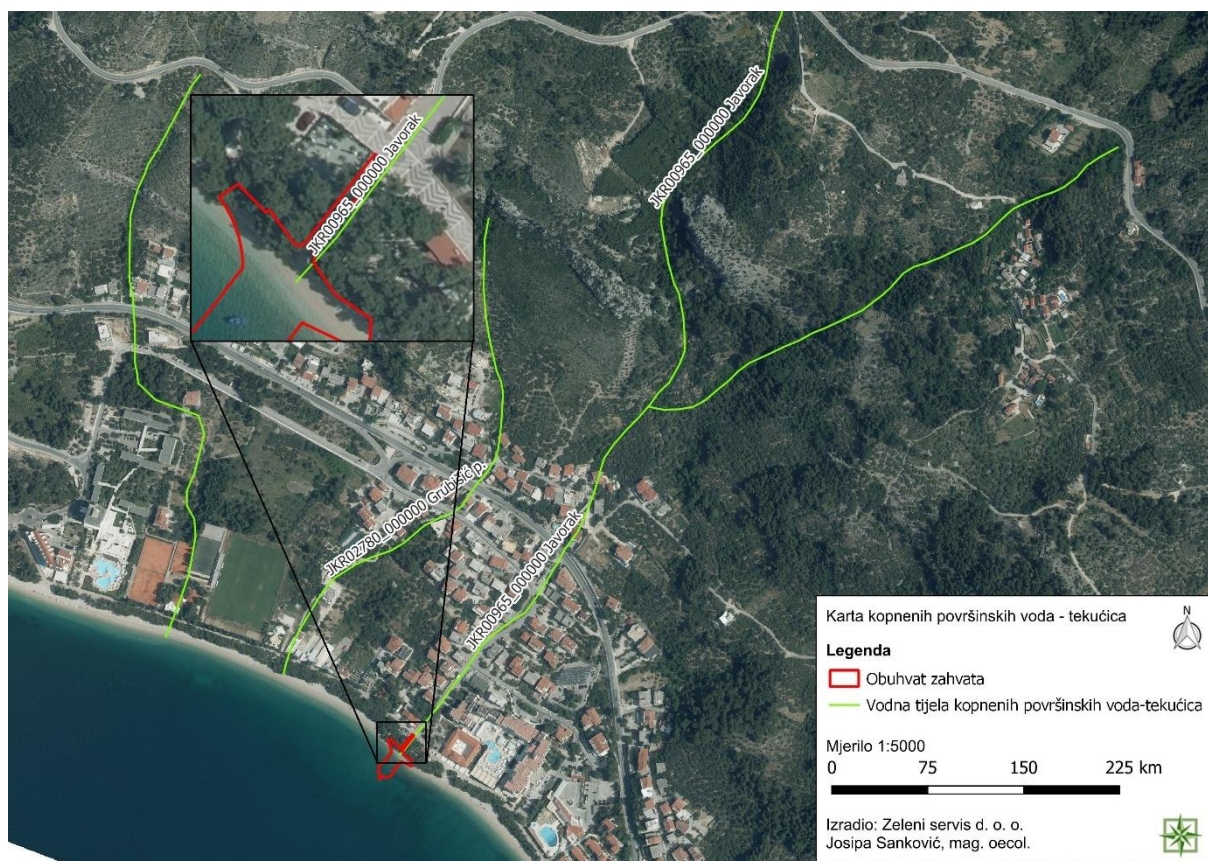 JKR00965_000000 Javorak
JKR00965_000000 Javorak
JKR02780_000000 Grubišić p.
JKR00965_000000 Javorak
Karta kopnenih površinskih voda - tekućica
N
Legenda
Obuhvat zahvata
Vodna tijela kopnenih površinskih voda-tekućica
Mjerilo 1:5000
0 75 150 225 km
Izradio: Zeleni servis d. o. o.
Josipa Sanković, mag. oecol.